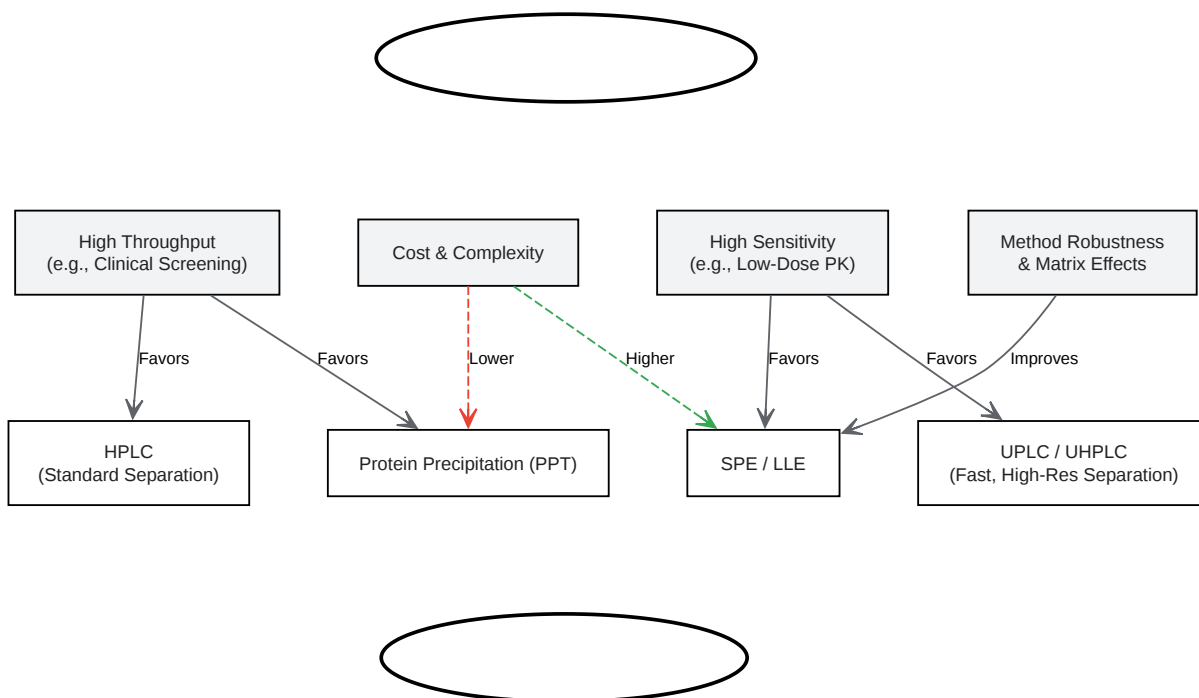 High Throughput
(e.g., Clinical Screening)
Cost & Complexity
High Sensitivity
(e.g., Low-Dose PK)
Method Robustness
& Matrix Effects
Favors
Favors
Lower
Higher
Favors
Favors
Improves
HPLC
(Standard Separation)
Protein Precipitation (PPT)
SPE / LLE
UPLC / UHPLC
(Fast, High-Res Separation)